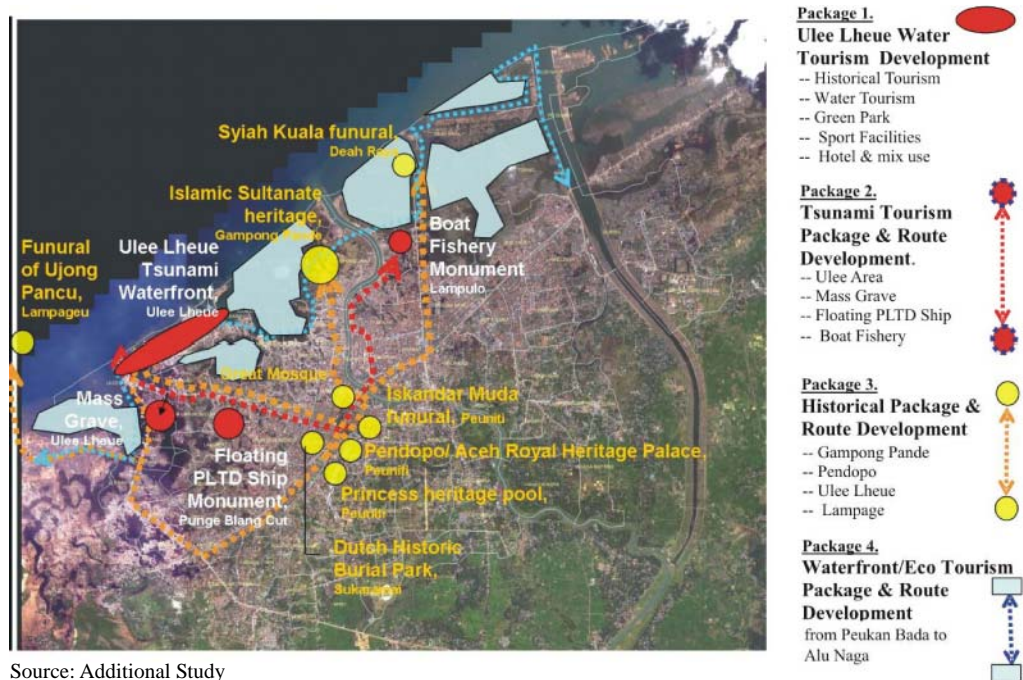 Syiah Kuala funural,
Deah Raya
Islamic Sultanate
heritage,
Gampong Pande
Funural
of Ujong
Pancu,
Lampageu
Ulee Lheue
Tsunami
Waterfront,
Ulee Lheue
Boat
Fishery
Monument
Lampulo
Great Mosque
Mass
Grave,
Ulee Lheue
Iskandar Muda
funural, Peuniti
Floating
PLTD Ship
Monument,
Punge Blang Cut
Pendopo/ Aceh Royal Heritage Palace,
Peuniti
Princess heritage pool,
Peuniti
Dutch Historic
Burial Park,
Package 1.
Ulee Lheue Water
Tourism Development
-- Historical Tourism
-- Water Tourism
-- Green Park
-- Sport Facilities
-- Hotel & mix use
Package 2.
Tsunami Tourism
Package & Route
Development.
-- Ulee Area
-- Mass Grave
-- Floating PLTD Ship
-- Boat Fishery
Package 3.
Historical Package &
Route Development
-- Gampong Pande
-- Pendopo
-- Ulee Lheue
-- Lampage
Package 4.
Waterfront/Eco Tourism
Package & Route
Development
from Peukan Bada to
Alu Naga
Source: Additional Study